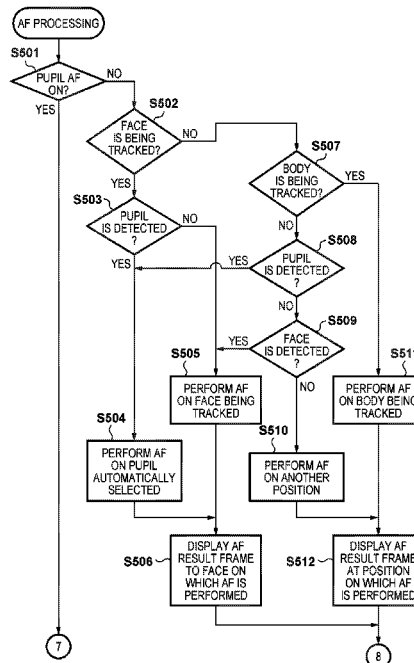 AF PROCESSING
S501
PUPIL AF
ON?
NO
YES
S502
FACE
IS BEING
TRACKED?
NO
YES
S507
BODY
IS BEING
TRACKED?
YES
NO
S503
PUPIL
IS DETECTED
?
NO
YES
S508
PUPIL
IS DETECTED
?
YES
NO
S509
FACE
IS DETECTED
?
YES
NO
S505
PERFORM AF
ON FACE BEING
TRACKED
S511
PERFORM AF
ON BODY BEING
TRACKED
S504
PERFORM AF
ON PUPIL
AUTOMATICALLY
SELECTED
S510
PERFORM AF
ON ANOTHER
POSITION
S506
DISPLAY AF
RESULT FRAME
TO FACE ON
WHICH AF IS
PERFORMED
S512
DISPLAY AF
RESULT FRAME
AT POSITION
ON WHICH AF
IS PERFORMED
7
8